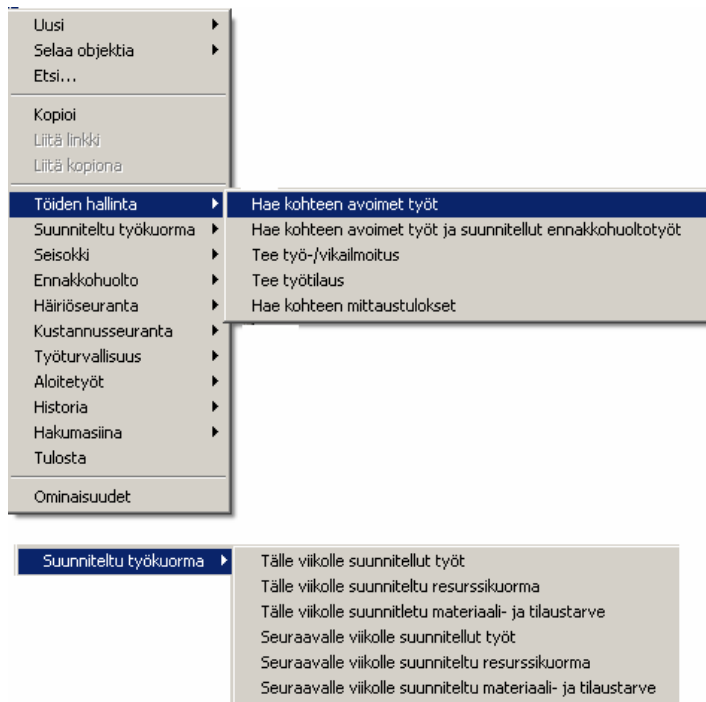 Uusi
Selaa objektia
Etsi...
Kopioi
Liitä linkki
Liitä kopiona
Töiden hallinta
Suunniteltu työkuorma
Seisokki
Ennakkohuolto
Häiriöseuranta
Kustannusseuranta
Työturvallisuus
Aloitetyöt
Historia
Hakumasiina
Tulosta
Ominaisuudet
Hae kohteen avoimet työt
Hae kohteen avoimet työt ja suunnitellut ennakkohuoltotyöt
Tee työ-/vikailmoitus
Tee työtilaus
Hae kohteen mittaustulokset
Suunniteltu työkuorma
Tälle viikolle suunnitellut työt
Tälle viikolle suunniteltu resurssikuorma
Tälle viikolle suunnitletu materiaali- ja tilaustarve
Seuraavalle viikolle suunnitellut työt
Seuraavalle viikolle suunniteltu resurssikuorma
Seuraavalle viikolle suunniteltu materiaali- ja tilaustarve